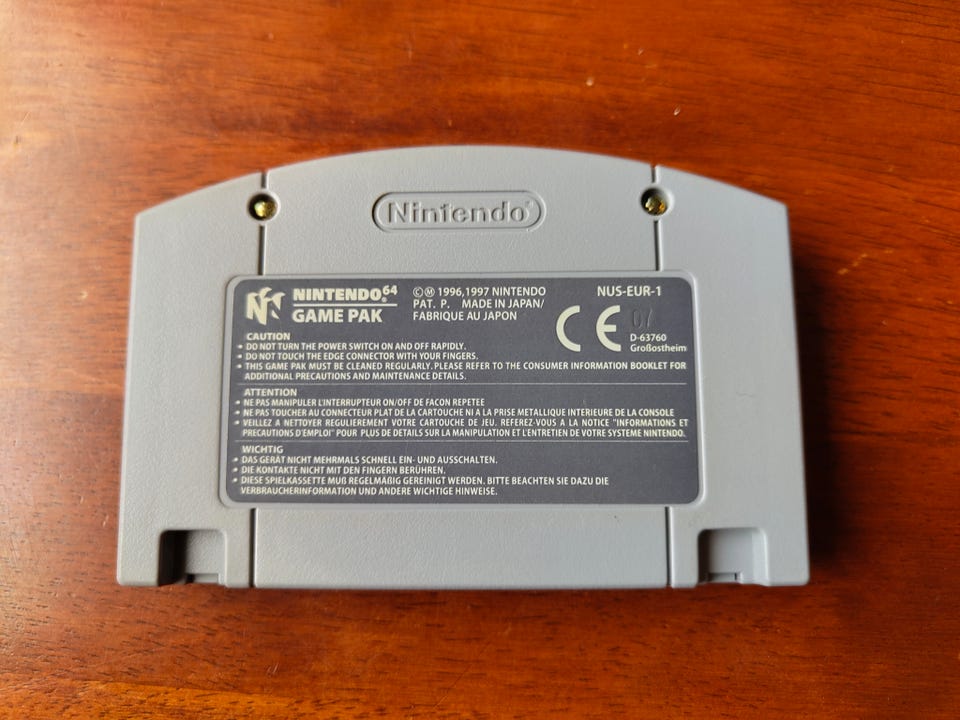 Nintendo®
NINTENDO 64
GAME PAK
©Ⓜ 1996,1997 NINTENDO
PAT. P. MADE IN JAPAN/
FABRIQUE AU JAPON
NUS-EUR-1
CE
07
D-63760
Großostheim
CAUTION
• DO NOT TURN THE POWER SWITCH ON AND OFF RAPIDLY.
• DO NOT TOUCH THE EDGE CONNECTOR WITH YOUR FINGERS.
• THIS GAME PAK MUST BE CLEANED REGULARLY. PLEASE REFER TO THE CONSUMER INFORMATION BOOKLET FOR
ADDITIONAL PRECAUTIONS AND MAINTENANCE DETAILS.
ATTENTION
• NE PAS MANIPULER L'INTERRUPTEUR ON/OFF DE FACON REPETEE
• NE PAS TOUCHER AU CONNECTEUR PLAT DE LA CARTOUCHE NI A LA PRISE METALLIQUE INTERIEURE DE LA CONSOLE
• VEILLEZ A NETTOYER REGULIEREMENT VOTRE CARTOUCHE DE JEU. REFEREZ-VOUS A LA NOTICE "INFORMATIONS ET
PRECAUTIONS D'EMPLOI" POUR PLUS DE DETAILS SUR LA MANIPULATION ET L'ENTRETIEN DE VOTRE SYSTEME NINTENDO.
WICHTIG
• DAS GERÄT NICHT MEHRMALS SCHNELL EIN- UND AUSSCHALTEN.
• DIE KONTAKTE NICHT MIT DEN FINGERN BERÜHREN.
• DIESE SPIELKASSETTE MUß REGELMÄßIG GEREINIGT WERDEN. BITTE BEACHTEN SIE DAZU DIE
VERBRAUCHERINFORMATION UND ANDERE WICHTIGE HINWEISE.